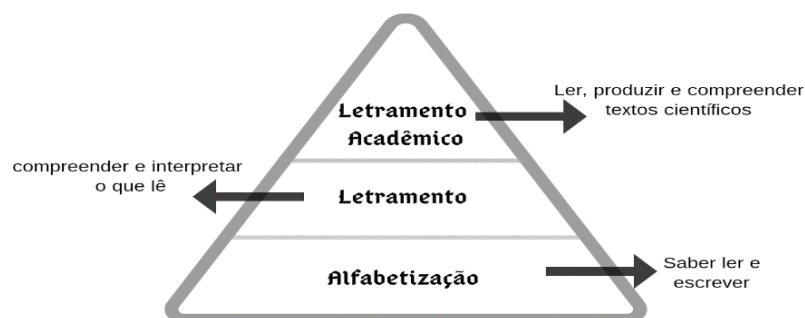 Letramento
Acadêmico
Ler, produzir e compreender
textos científicos
compreender e interpretar
o que lê
Letramento
Alfabetização
Saber ler e
escrever